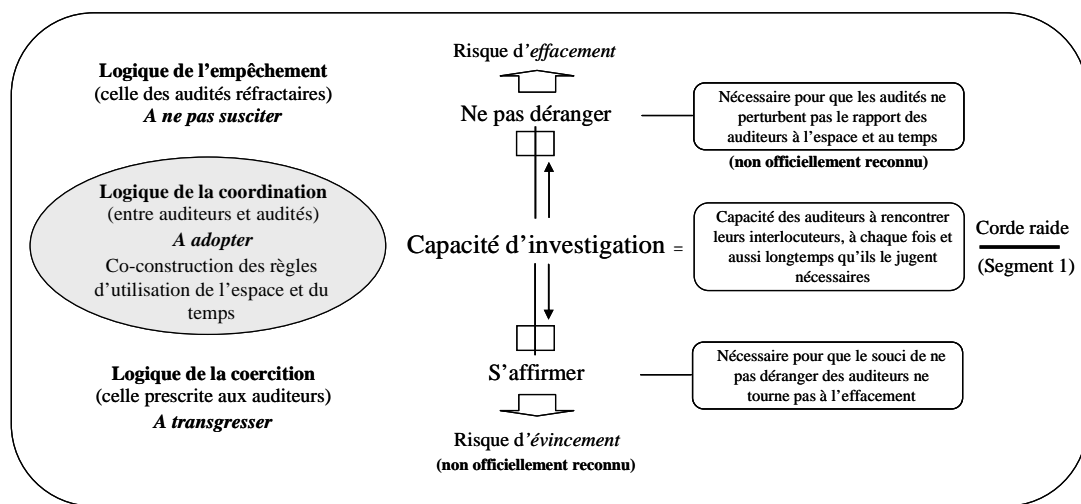 Logique de l'empêchement
(celle des audités réfractaires)
A ne pas susciter
Logique de la coordination
(entre auditeurs et audités)
A adopter
Co-construction des règles
d'utilisation de l'espace et du
temps
Logique de la coercition
(celle prescrite aux auditeurs)
A transgresser
Risque d'effacement
Ne pas déranger
Capacité d'investigation =
S'affirmer
Risque d'évincement
(non officiellement reconnu)
Nécessaire pour que les audités ne
perturbent pas le rapport des
auditeurs à l'espace et au temps
(non officiellement reconnu)
Capacité des auditeurs à rencontrer
leurs interlocuteurs, à chaque fois et
aussi longtemps qu'ils le jugent
nécessaires
Nécessaire pour que le souci de ne
pas déranger des auditeurs ne
tourne pas à l'effacement
Corde raide
(Segment 1)